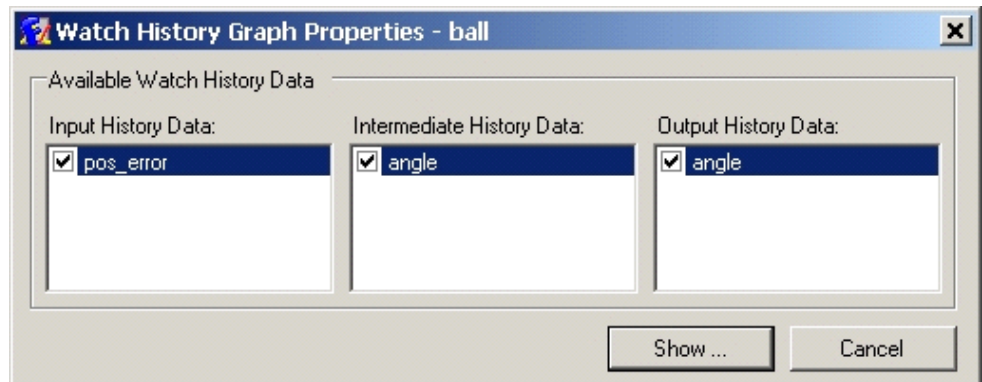 Watch History Graph Properties - ball
Available Watch History Data
Input History Data: Intermediate History Data: Output History Data:
pos_error angle angle
Show ... Cancel